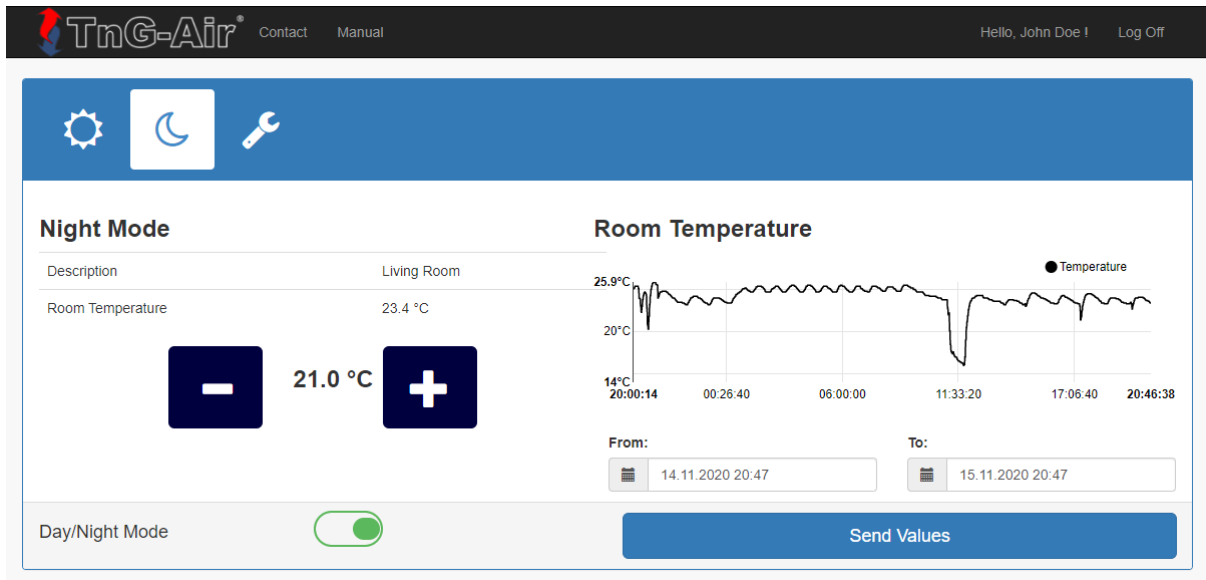 TnG-Air® Contact Manual Hello, John Doe ! Log Off
Night Mode
Description Living Room
Room Temperature 23.4 °C
- 21.0 °C +
Room Temperature
Temperature
25.9°C
20°C
14°C
20:00:14 00:26:40 06:00:00 11:33:20 17:06:40 20:46:38
From: To:
14.11.2020 20:47 15.11.2020 20:47
Day/Night Mode Send Values